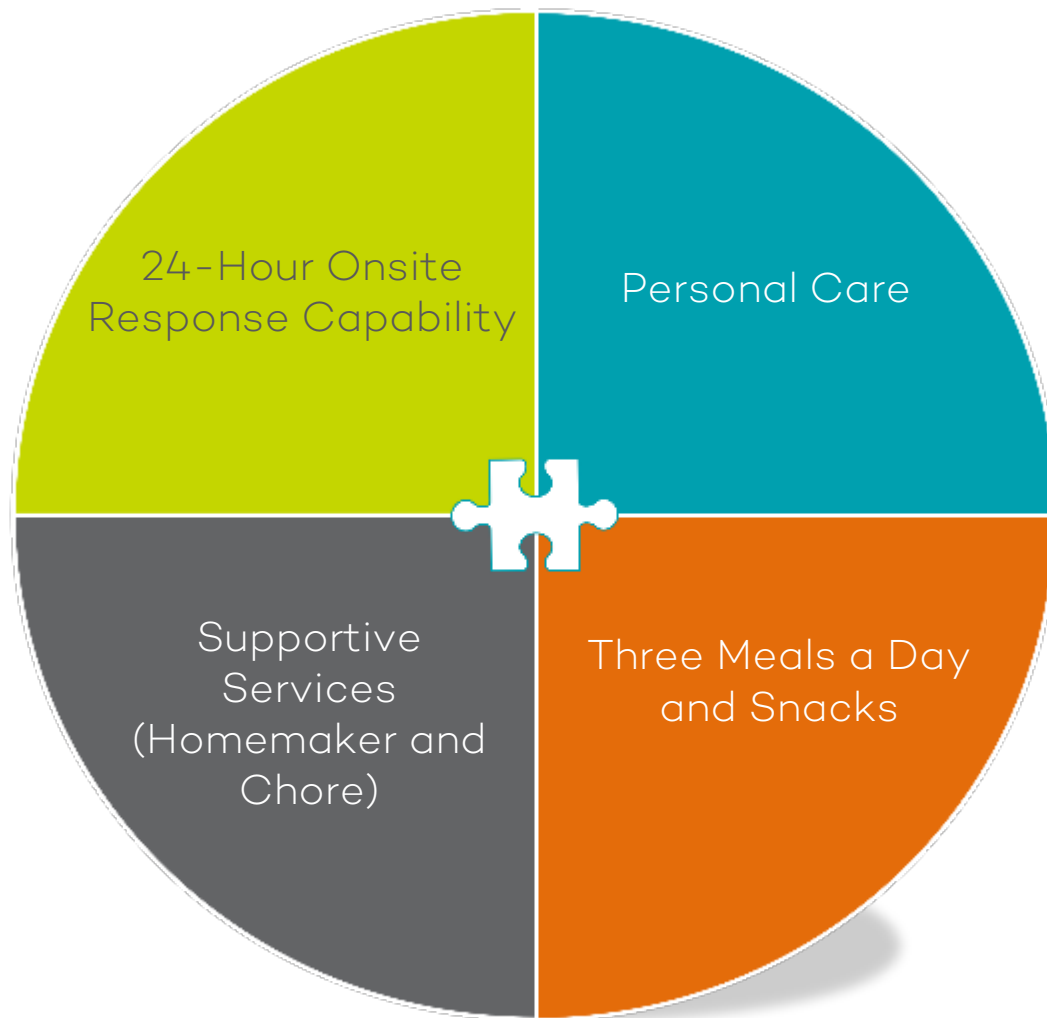 24-Hour Onsite
Response Capability
Personal Care
Supportive
Services
(Homemaker and
Chore)
Three Meals a Day
and Snacks